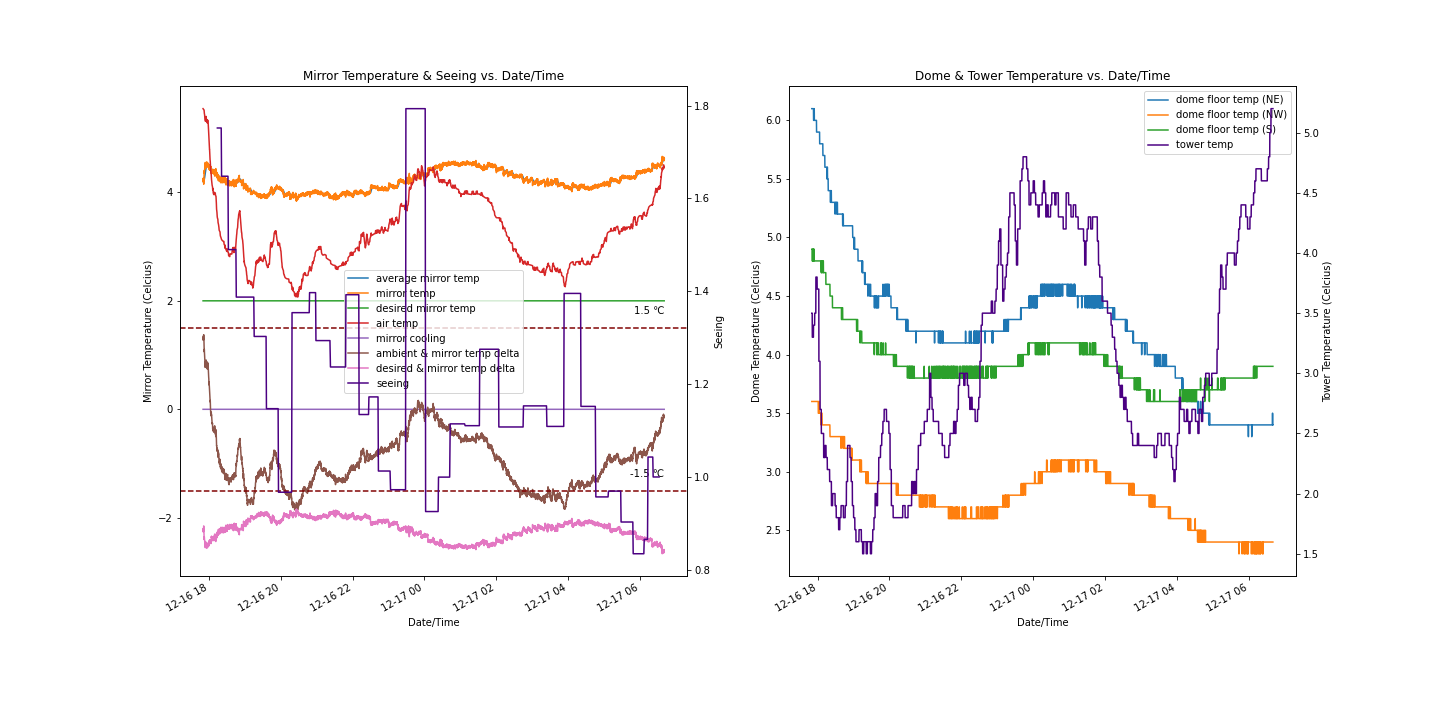 Mirror Temperature & Seeing vs. Date/Time
Mirror Temperature (Celcius)
4
2
0
−2
1.8
1.6
1.4
1.2
1.0
0.8
Seeing
average mirror temp
mirror temp
desired mirror temp
air temp
mirror cooling
ambient & mirror temp delta
desired & mirror temp delta
seeing
1.5 ℃
-1.5 ℃
12-16 18
12-16 20
12-16 22
12-17 00
12-17 02
12-17 04
12-17 06
Date/Time
Dome & Tower Temperature vs. Date/Time
Dome Temperature (Celcius)
6.0
5.5
5.0
4.5
4.0
3.5
3.0
2.5
dome floor temp (NE)
dome floor temp (NW)
dome floor temp (S)
tower temp
5.0
4.5
4.0
3.5
3.0
2.5
2.0
1.5
Tower Temperature (Celcius)
12-16 18
12-16 20
12-16 22
12-17 00
12-17 02
12-17 04
12-17 06
Date/Time